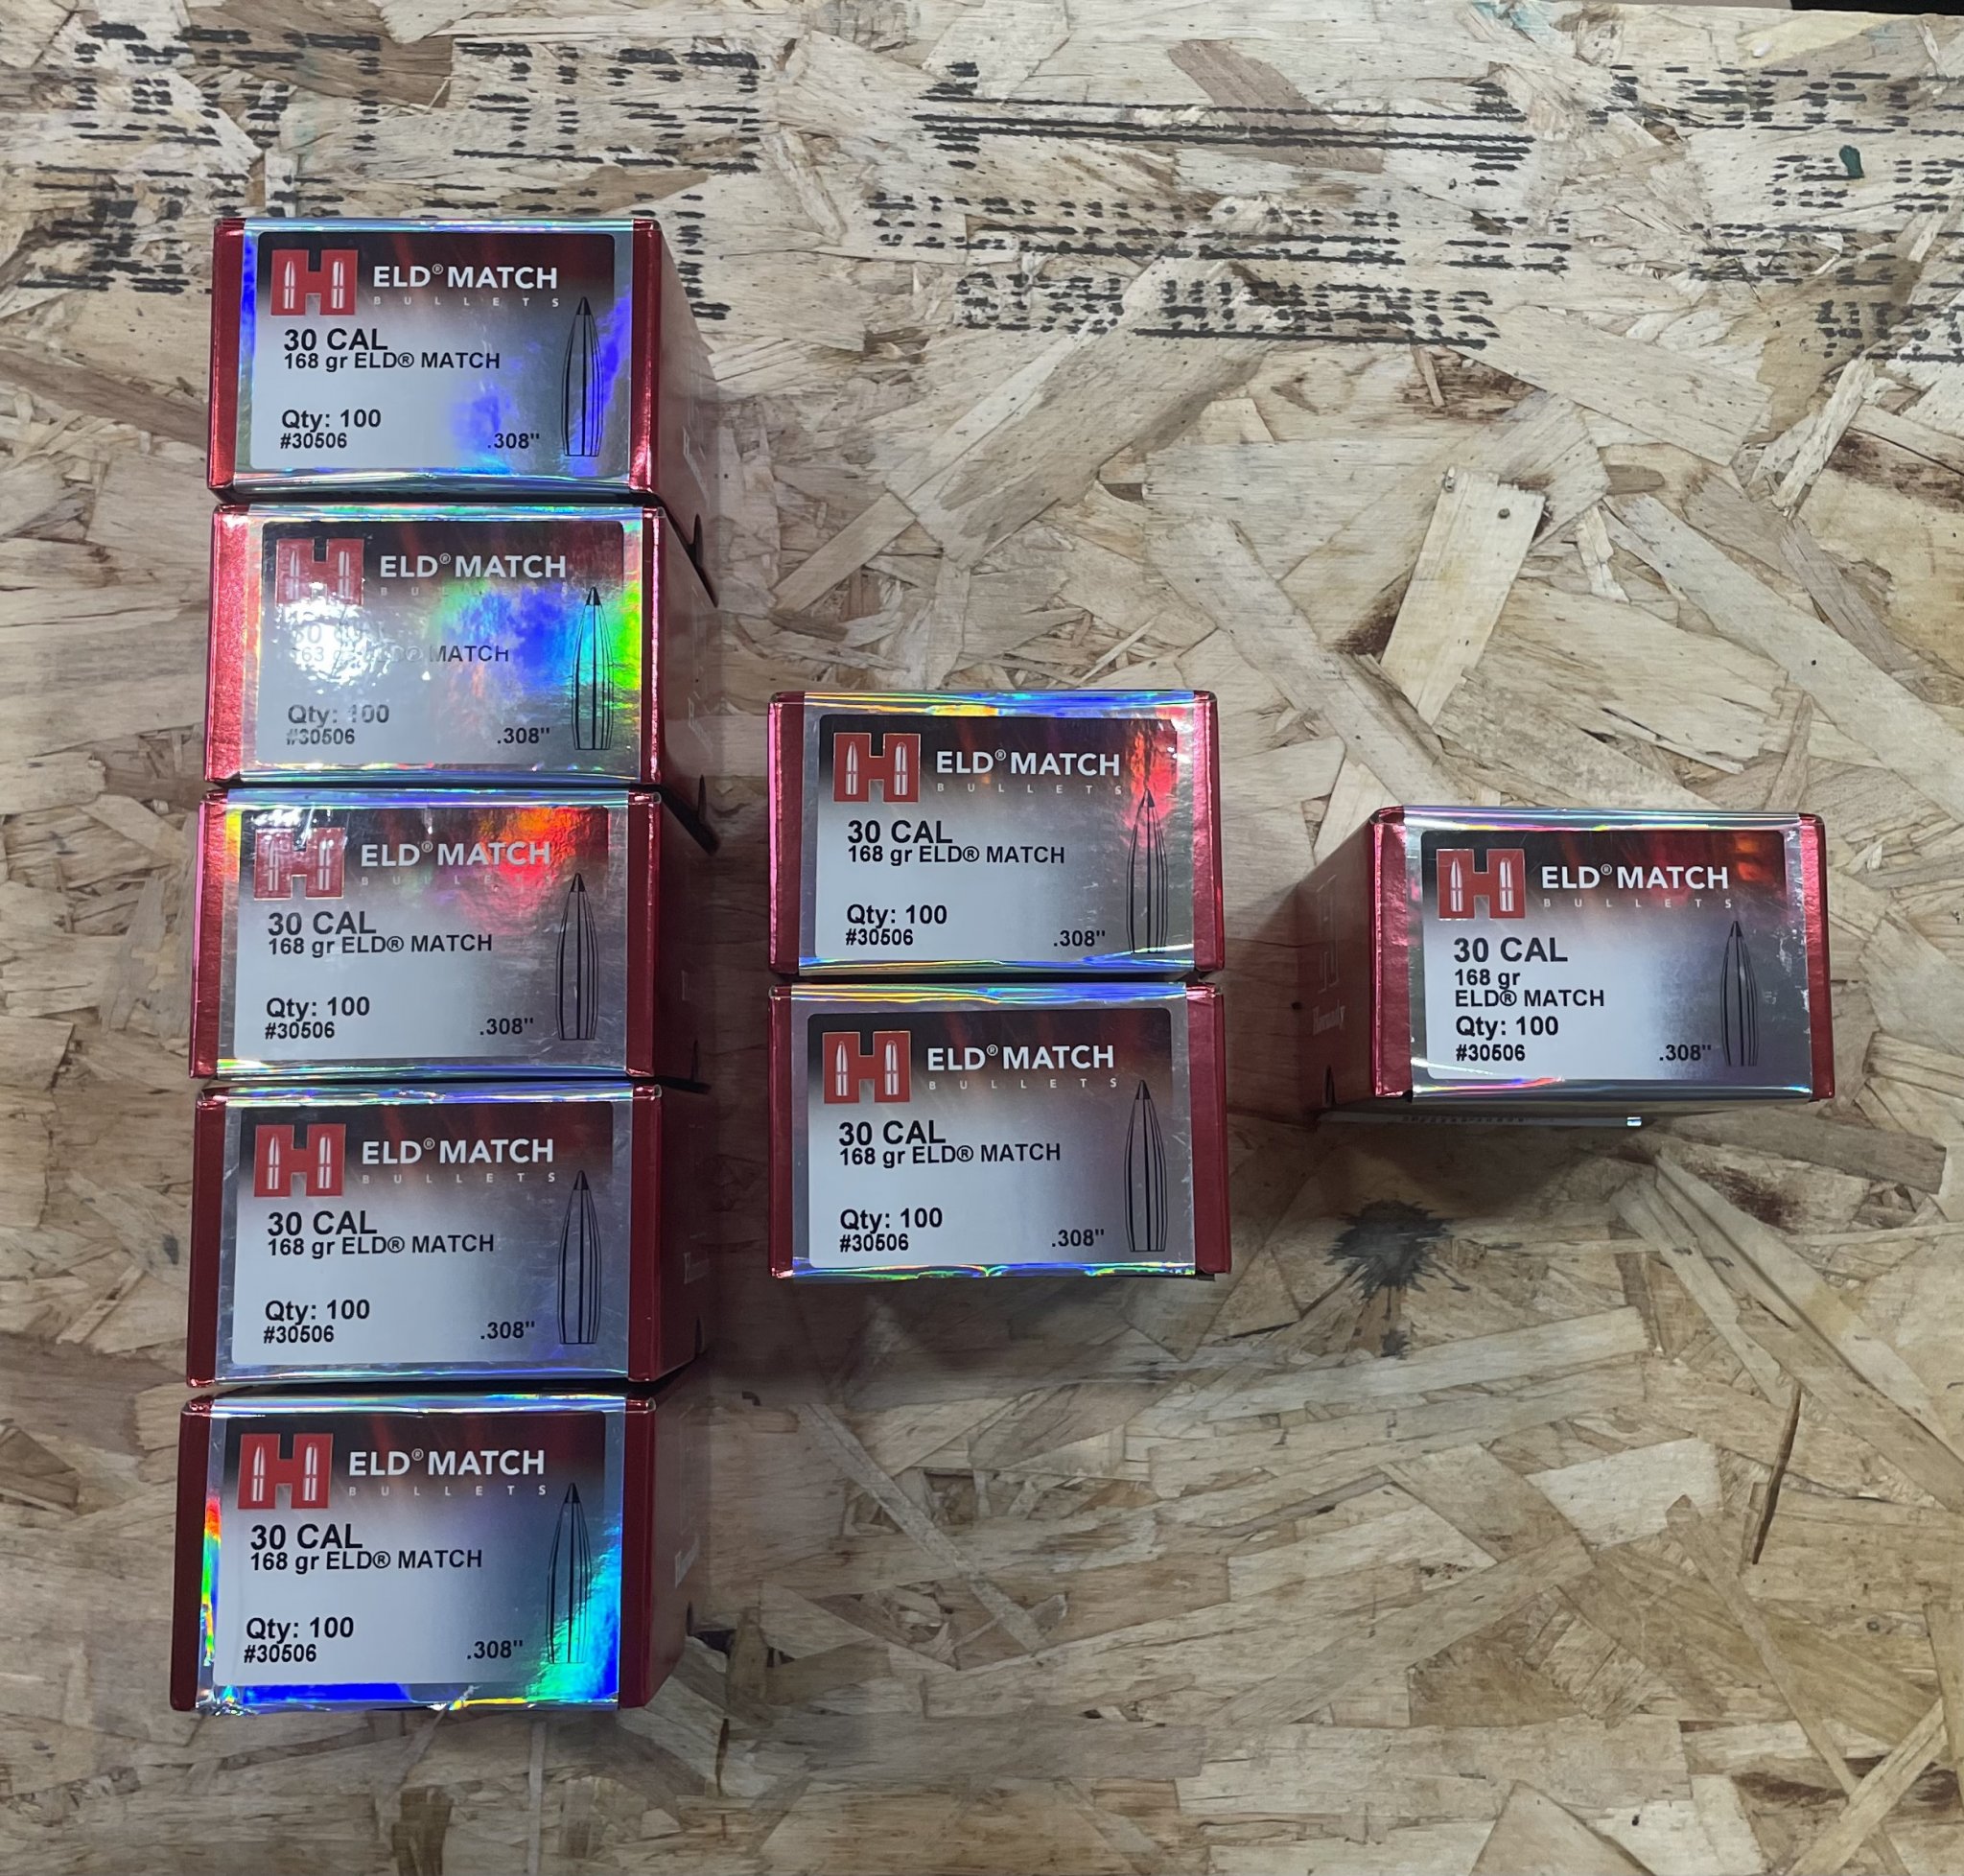 ELD® MATCH
BULLETS
30 CAL
168 gr ELD® MATCH
Qty: 100
#30506 .308"
ELD® MATCH
BULLETS
MATCH
Qty: 100
#30506 .308"
ELD® MATCH
BULLETS
30 CAL
168 gr ELD® MATCH
Qty: 100
#30506 .308"
ELD® MATCH
BULLETS
30 CAL
168 gr ELD® MATCH
Qty: 100
#30506 .308"
ELD® MATCH
BULLETS
30 CAL
168 gr ELD® MATCH
Qty: 100
#30506 .308"
ELD® MATCH
BULLETS
30 CAL
168 gr ELD® MATCH
Qty: 100
#30506 .308"
ELD® MATCH
BULLETS
30 CAL
168 gr ELD® MATCH
Qty: 100
#30506 .308"
ELD® MATCH
BULLETS
30 CAL
168 gr
ELD® MATCH
Qty: 100
#30506 .308"